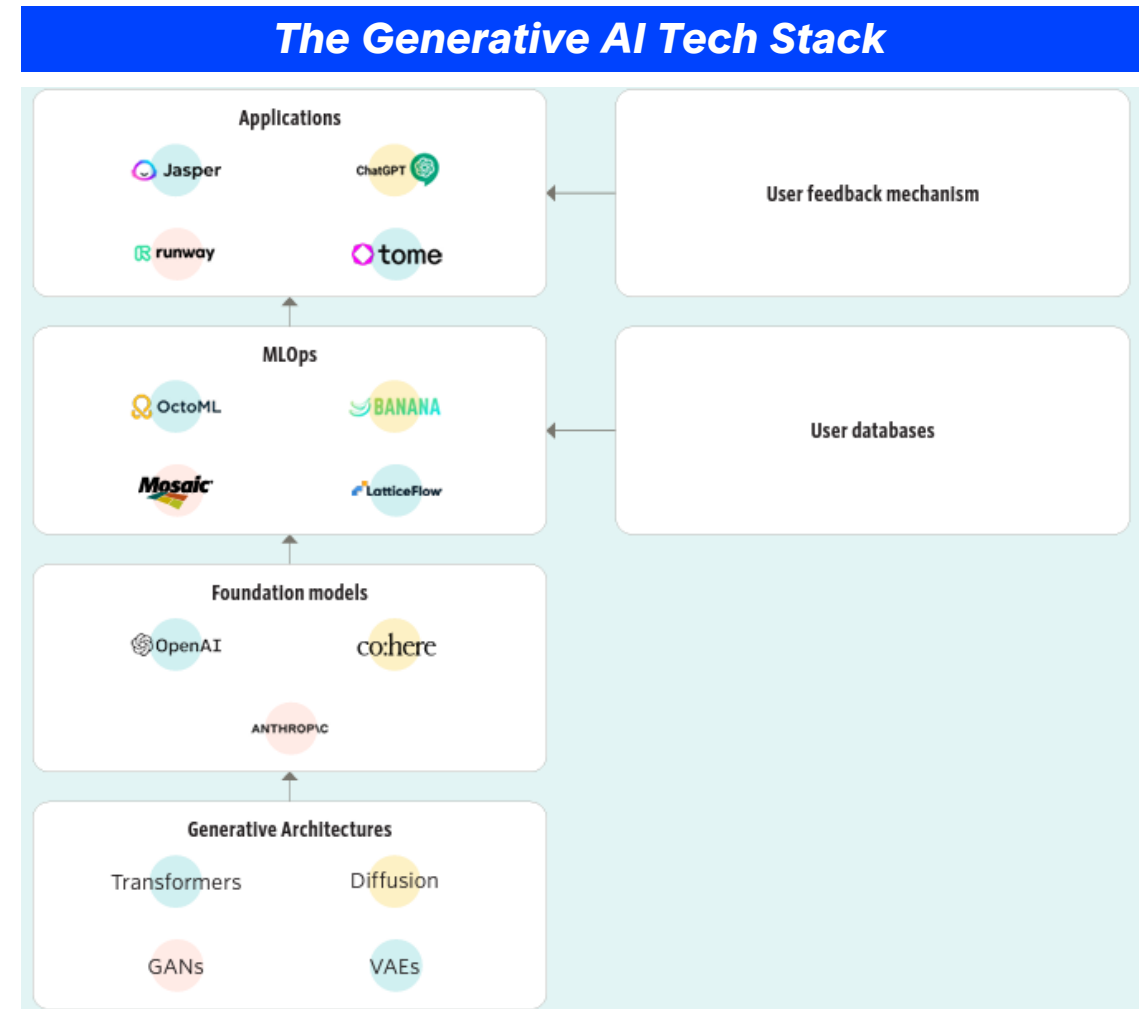 The Generative AI Tech Stack
Applications
Jasper
ChatGPT
runway
tome
User feedback mechanism
MLOps
OctoML
BANANA
Mosaic
LatticeFlow
User databases
Foundation models
OpenAI
co:here
ANTHROP\C
Generative Architectures
Transformers
Diffusion
GANs
VAEs